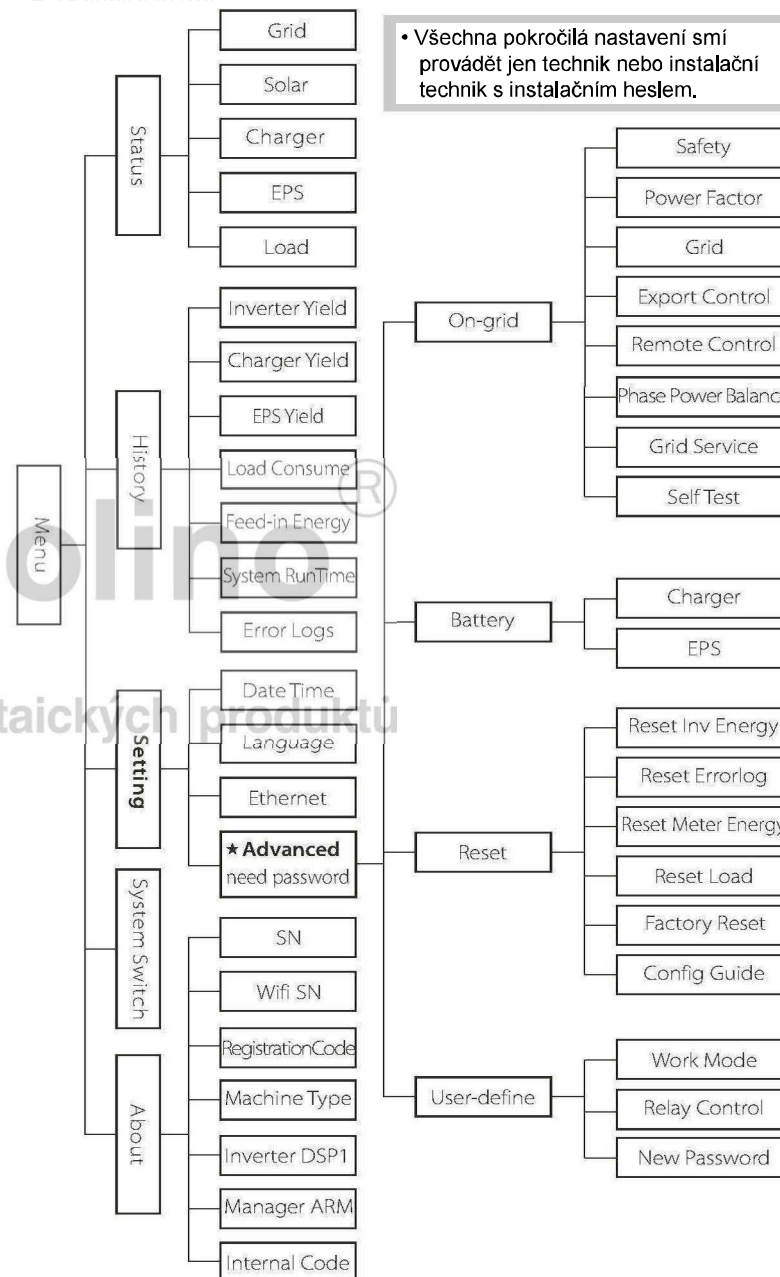 • Všechna pokročilá nastavení smí
provádět jen technik nebo instalační
technik s instalačním heslem.
Menu
Status
Grid
Solar
Charger
EPS
Load
History
Inverter Yield
Charger Yield
EPS Yield
Load Consume
Feed-in Energy
System RunTime
Error Logs
Setting
Date Time
Language
Ethernet
★ Advanced
need password
System Switch
About
SN
Wifi SN
RegistrationCode
Machine Type
Inverter DSP1
Manager ARM
Internal Code
On-grid
Safety
Power Factor
Grid
Export Control
Remote Control
Phase Power Balanc
Grid Service
Self Test
Battery
Charger
EPS
Reset
Reset Inv Energy
Reset Errorlog
Reset Meter Energy
Reset Load
Factory Reset
Config Guide
User-define
Work Mode
Relay Control
New Password
olino®
taických produktů